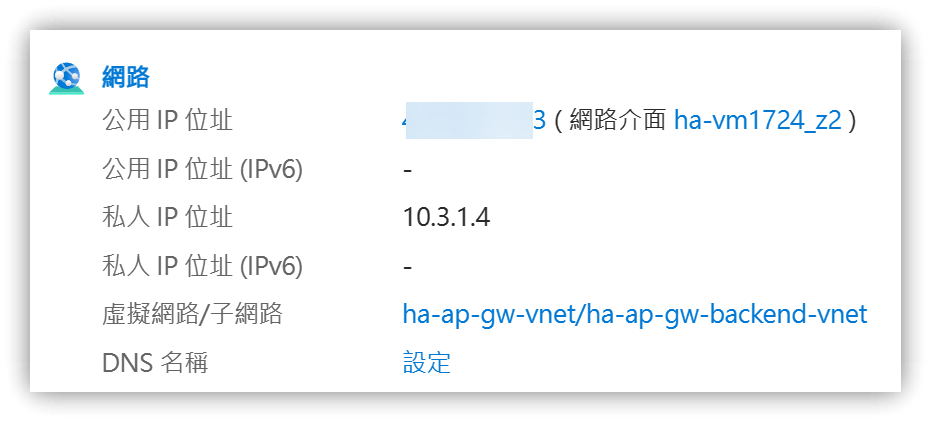 網路
公用 IP 位址 3 ( 網路介面 ha-vm1724_z2 )
公用 IP 位址 (IPv6) -
私人 IP 位址 10.3.1.4
私人 IP 位址 (IPv6) -
虛擬網路/子網路 ha-ap-gw-vnet/ha-ap-gw-backend-vnet
DNS 名稱 設定